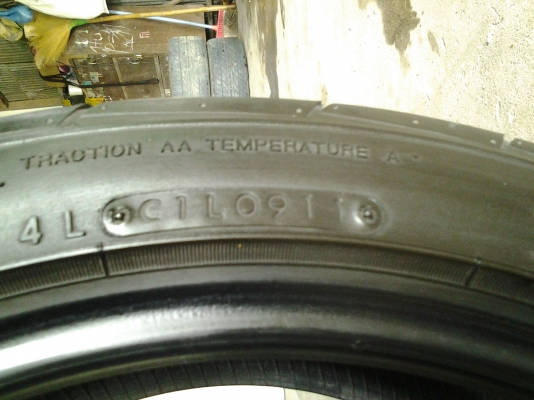 TRACTION AA TEMPERATURE A
4L C1L0911